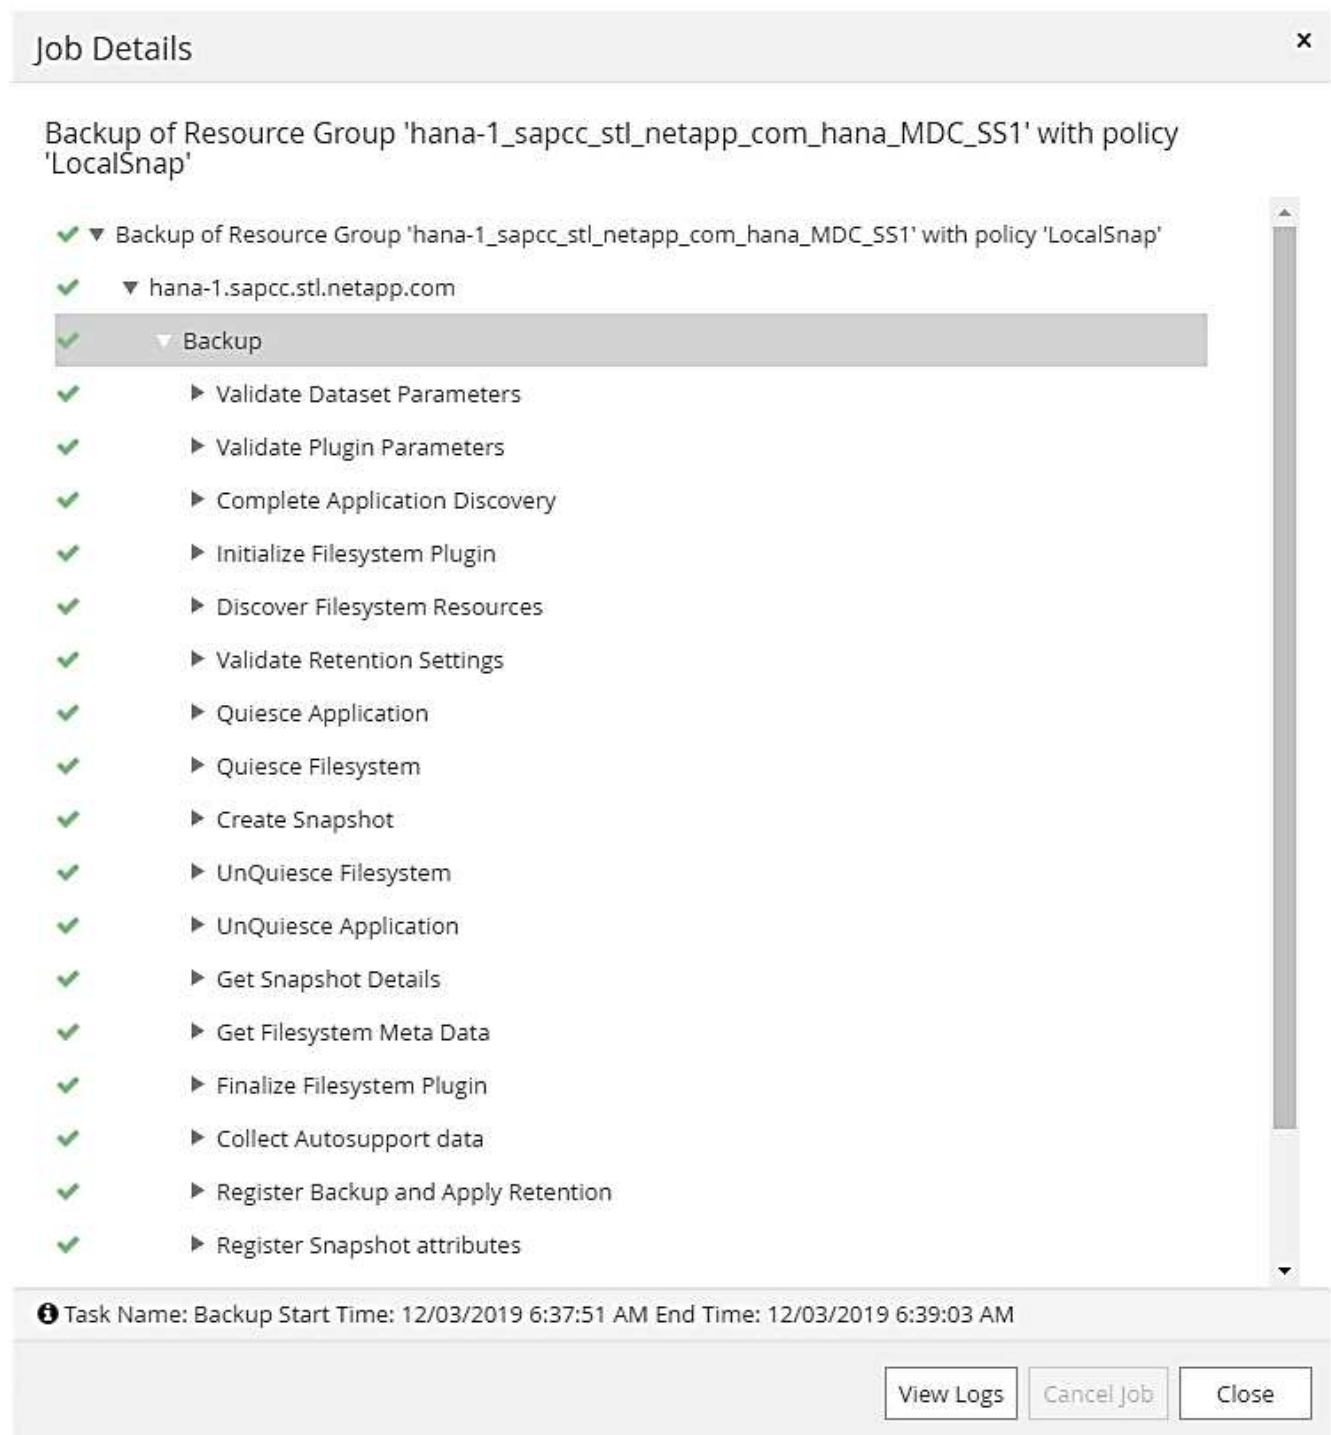 Job Details
x
Backup of Resource Group 'hana-1_sapcc_stl_netapp_com_hana_MDC_SS1' with policy
'LocalSnap'
Backup of Resource Group 'hana-1_sapcc_stl_netapp_com_hana_MDC_SS1' with policy 'LocalSnap'
hana-1.sapcc.stl.netapp.com
Backup
Validate Dataset Parameters
Validate Plugin Parameters
Complete Application Discovery
Initialize Filesystem Plugin
Discover Filesystem Resources
Validate Retention Settings
Quiesce Application
Quiesce Filesystem
Create Snapshot
UnQuiesce Filesystem
UnQuiesce Application
Get Snapshot Details
Get Filesystem Meta Data
Finalize Filesystem Plugin
Collect Autosupport data
Register Backup and Apply Retention
Register Snapshot attributes
Task Name: Backup Start Time: 12/03/2019 6:37:51 AM End Time: 12/03/2019 6:39:03 AM
View Logs Cancel Job Close